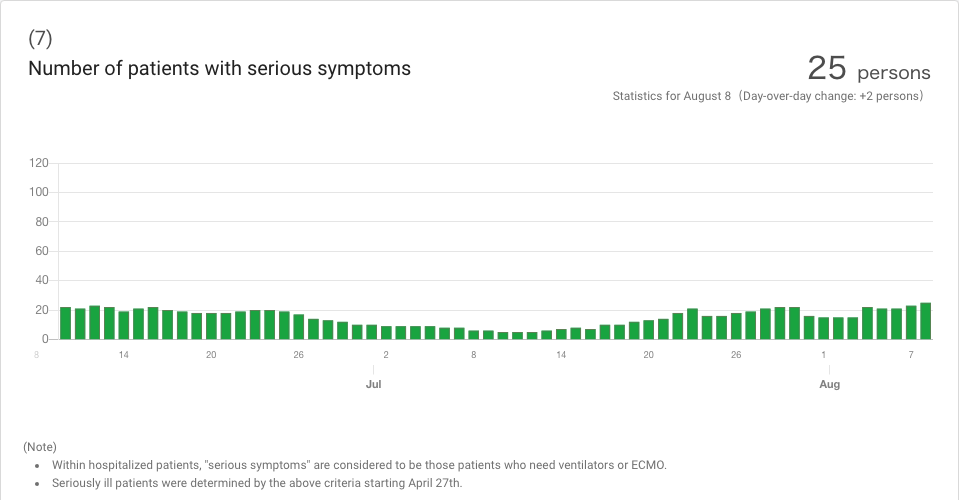 (7)
Number of patients with serious symptoms
25 persons
Statistics for August 8 (Day-over-day change: +2 persons)
120
100
80
60
40
20
0
8 14 20 26 2 8 14 20 26 1 7
Jul Aug
(Note)
• Within hospitalized patients, "serious symptoms" are considered to be those patients who need ventilators or ECMO.
• Seriously ill patients were determined by the above criteria starting April 27th.